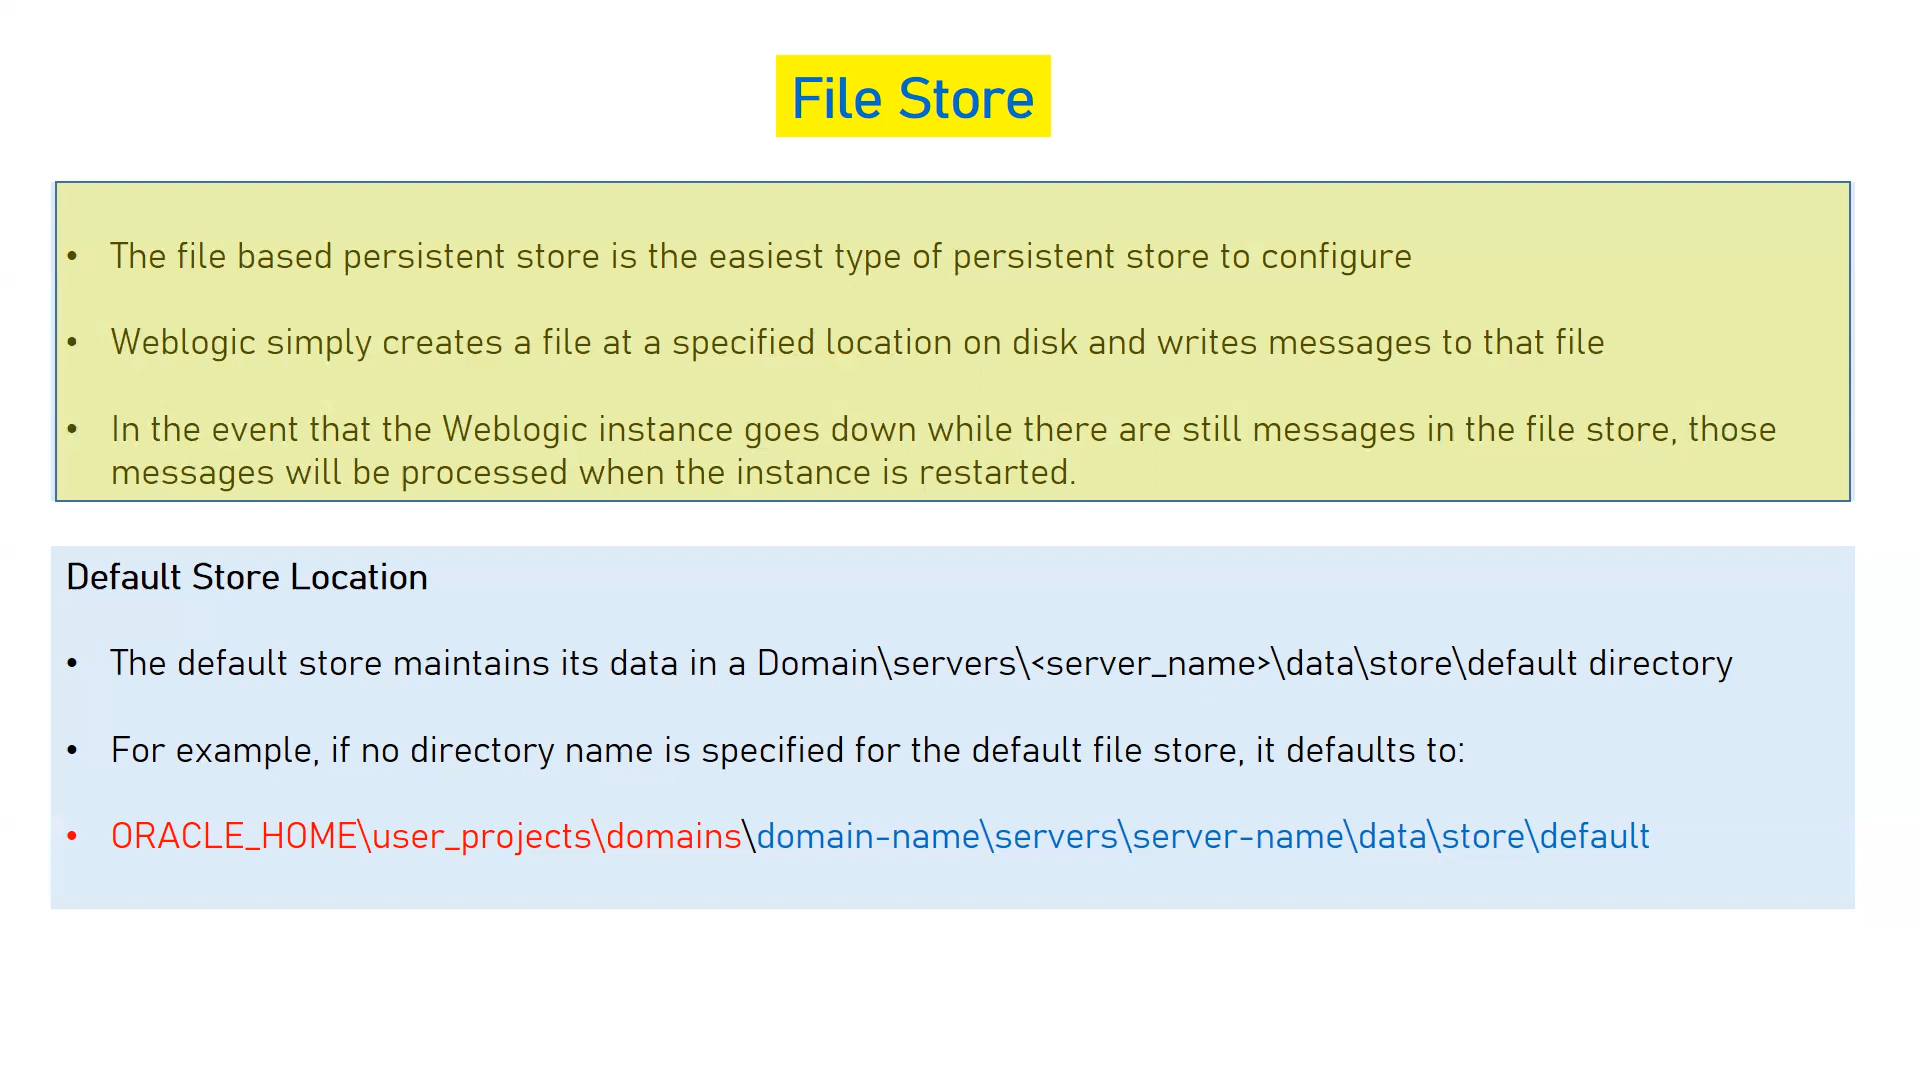 File Store
• The file based persistent store is the easiest type of persistent store to configure
• Weblogic simply creates a file at a specified location on disk and writes messages to that file
• In the event that the Weblogic instance goes down while there are still messages in the file store, those
messages will be processed when the instance is restarted.
Default Store Location
• The default store maintains its data in a Domain\servers\<server_name>\data\store\default directory
• For example, if no directory name is specified for the default file store, it defaults to:
• ORACLE_HOME\user_projects\domains\domain-name\servers\server-name\data\store\default